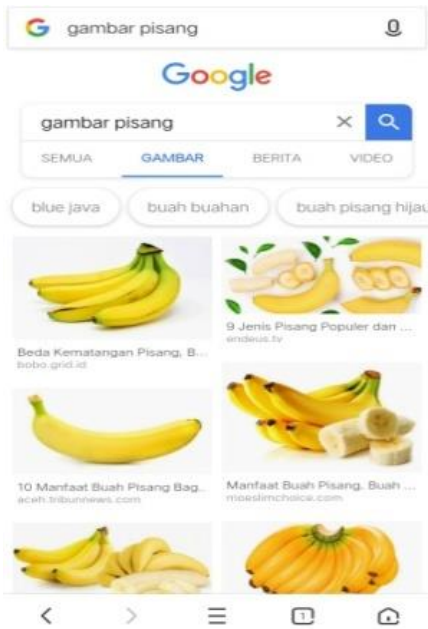 gambar pisang
Google
gambar pisang
SEMUA GAMBAR BERITA VIDEO
blue java buah buahan buah pisang hijau
Beda Kematangan Pisang, B...
bobo.grid.id
9 Jenis Pisang Populer dan ...
endeus.tv
10 Manfaat Buah Pisang Bag...
aceh.tribunnews.com
Manfaat Buah Pisang, Buah ...
moeslimchoice.com
1